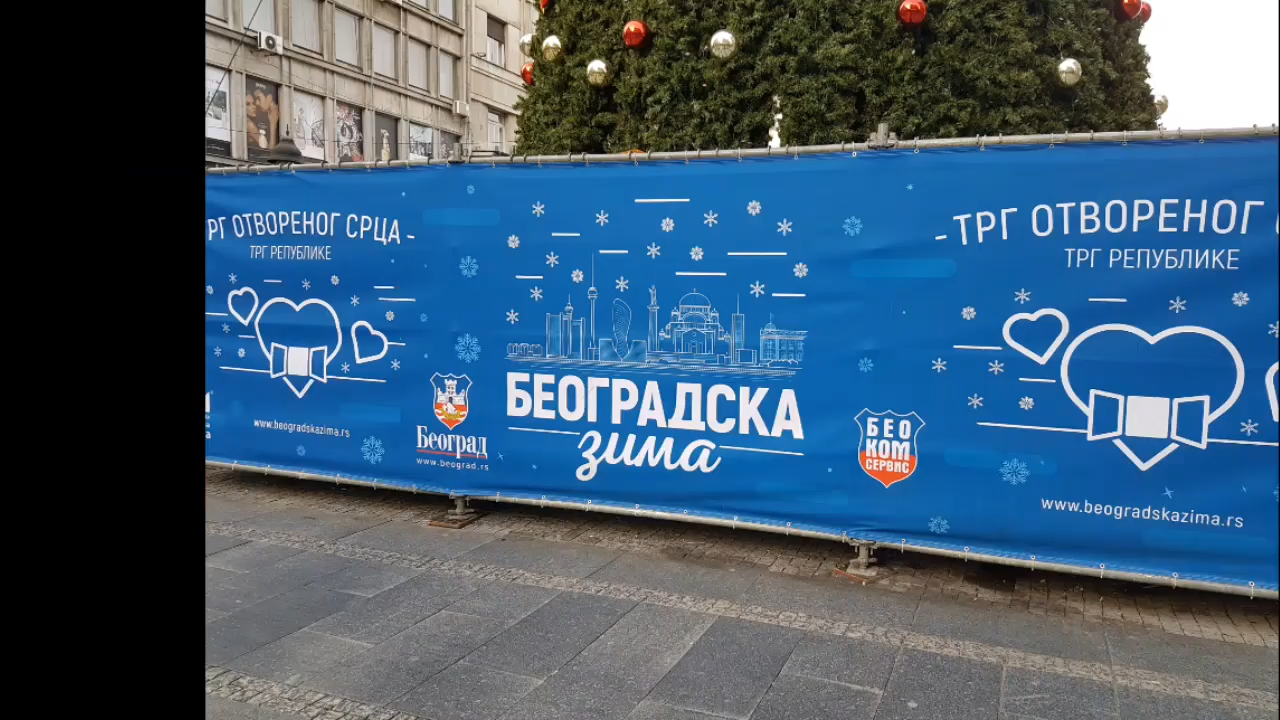 РГ ОТВОРЕНОГ СРЦА -
ТРГ РЕПУБЛИКЕ
www.beogradskazima.rs
Београд
www.beograd.rs
БЕОГРАДСКА
зима
БЕО
КОМ
СЕРВИС
- ТРГ ОТВОРЕНОГ
ТРГ РЕПУБЛИКЕ
www.beogradskazima.rs